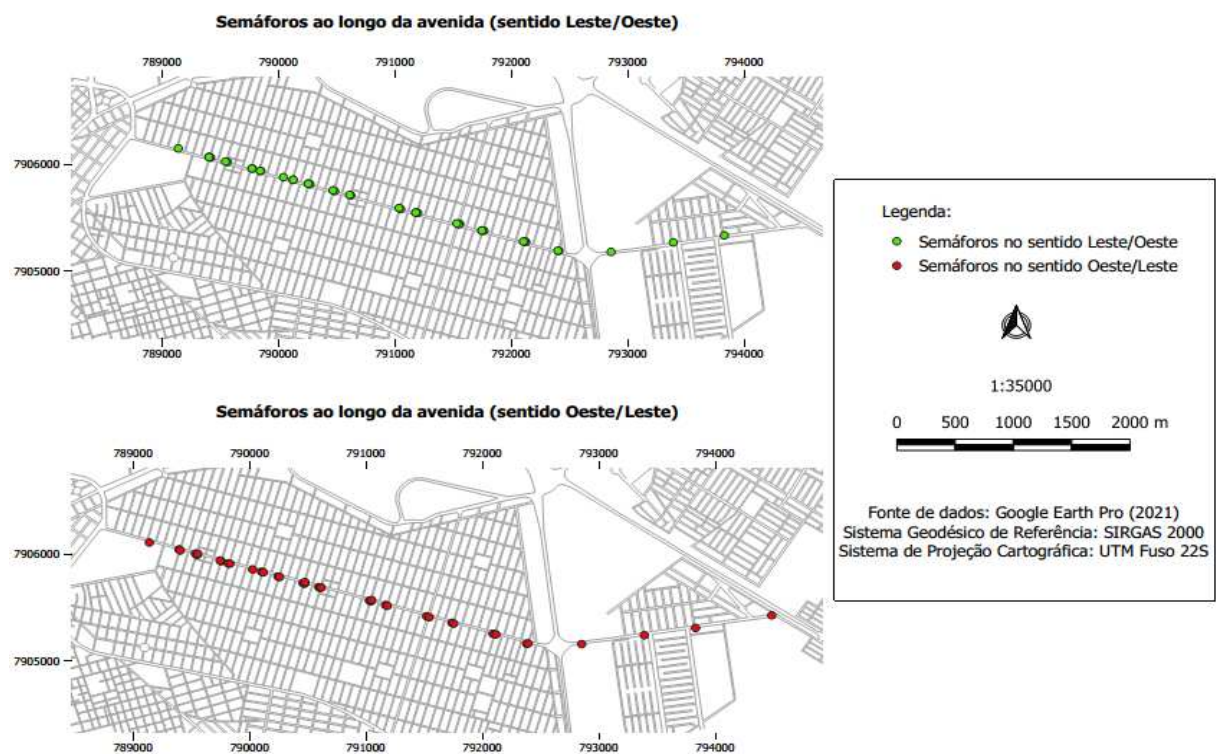 Semáforos ao longo da avenida (sentido Leste/Oeste)
789000 790000 791000 792000 793000 794000
7906000
7905000
789000 790000 791000 792000 793000 794000
Semáforos ao longo da avenida (sentido Oeste/Leste)
789000 790000 791000 792000 793000 794000
7906000
7905000
789000 790000 791000 792000 793000 794000
Legenda:
Semáforos no sentido Leste/Oeste
Semáforos no sentido Oeste/Leste
1:35000
0 500 1000 1500 2000 m
Fonte de dados: Google Earth Pro (2021)
Sistema Geodésico de Referência: SIRGAS 2000
Sistema de Projeção Cartográfica: UTM Fuso 22S